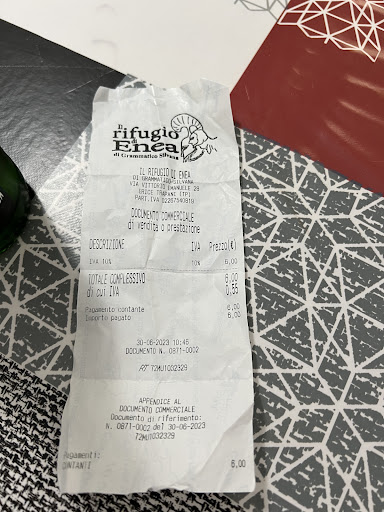 Il
rifugio
di
Enea
di Grammatico Silvana
IL RIFUGIO DI ENEA
DI GRAMMATICO SILVANA
VIA VITTORIO EMANUELE 28
ERICE TRAPANI (TP)
PART.IVA 02267540819
DOCUMENTO COMMERCIALE
di vendita o prestazione
DESCRIZIONE IVA Prezzo(€)
IVA 10% 10% 6,00
TOTALE COMPLESSIVO 6,00
di cui IVA 0,55
Pagamento contante 6,00
Importo pagato 6,00
30-06-2023 10:46
DOCUMENTO N. 0871-0002
RT 72MU1032329
APPENDICE AL
DOCUMENTO COMMERCIALE
Documento di riferimento:
N. 0871-0002 del 30-06-2023
72MU1032329
Pagamenti:
CONTANTI 6,00